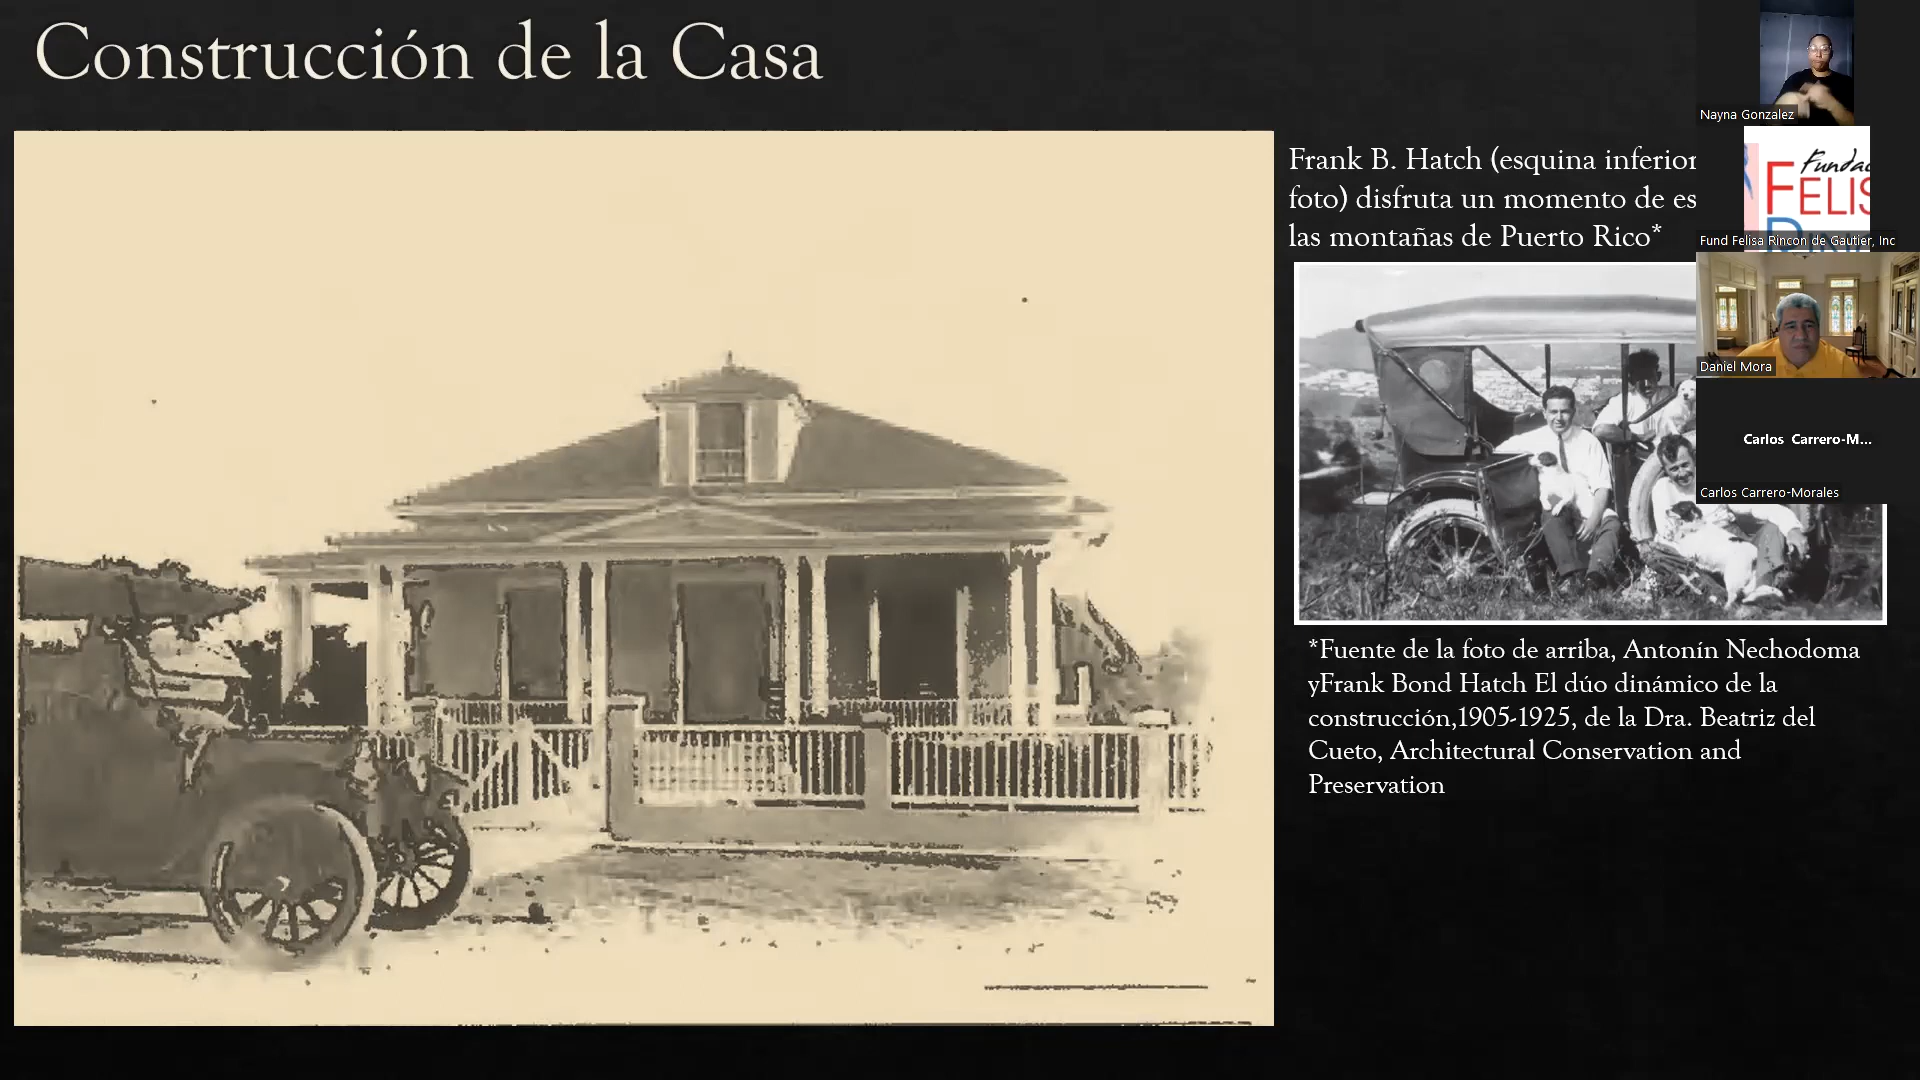 Construcción de la Casa
Frank B. Hatch (esquina inferior
foto) disfruta un momento de es
las montañas de Puerto Rico*
*Fuente de la foto de arriba, Antonín Nechodoma
yFrank Bond Hatch El dúo dinámico de la
construcción,1905-1925, de la Dra. Beatriz del
Cueto, Architectural Conservation and
Preservation
Nayna Gonzalez
Fundac
FELIS
Fund Felisa Rincon de Gautier, Inc
Daniel Mora
Carlos Carrero-M...
Carlos Carrero-Morales